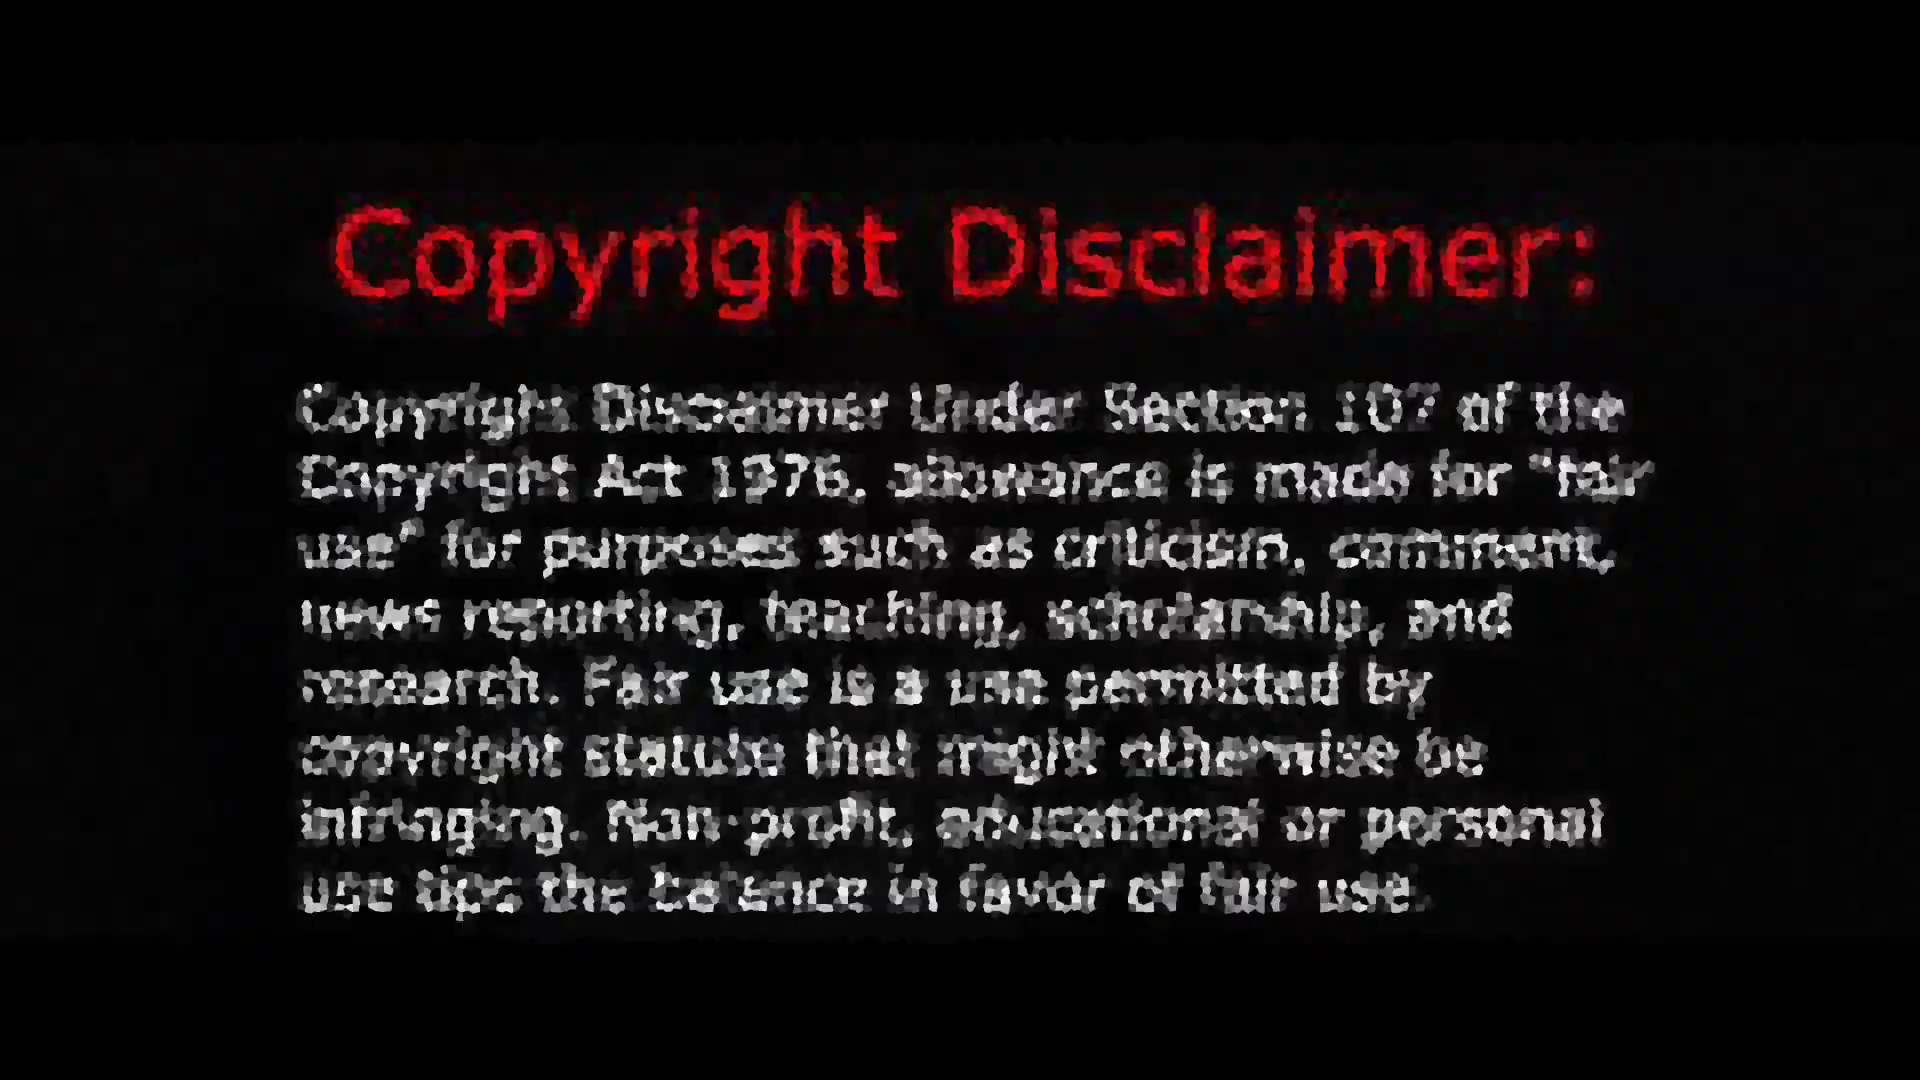 Copyright Disclaimer:
Copyright Disclaimer Under Section 107 of the
Copyright Act 1976, allowance is made for "fair
use" for purposes such as criticism, comment,
news reporting, teaching, scholarship, and
research. Fair use is a use permitted by
copyright statute that might otherwise be
infringing. Non-profit, educational or personal
use tips the balance in favor of fair use.